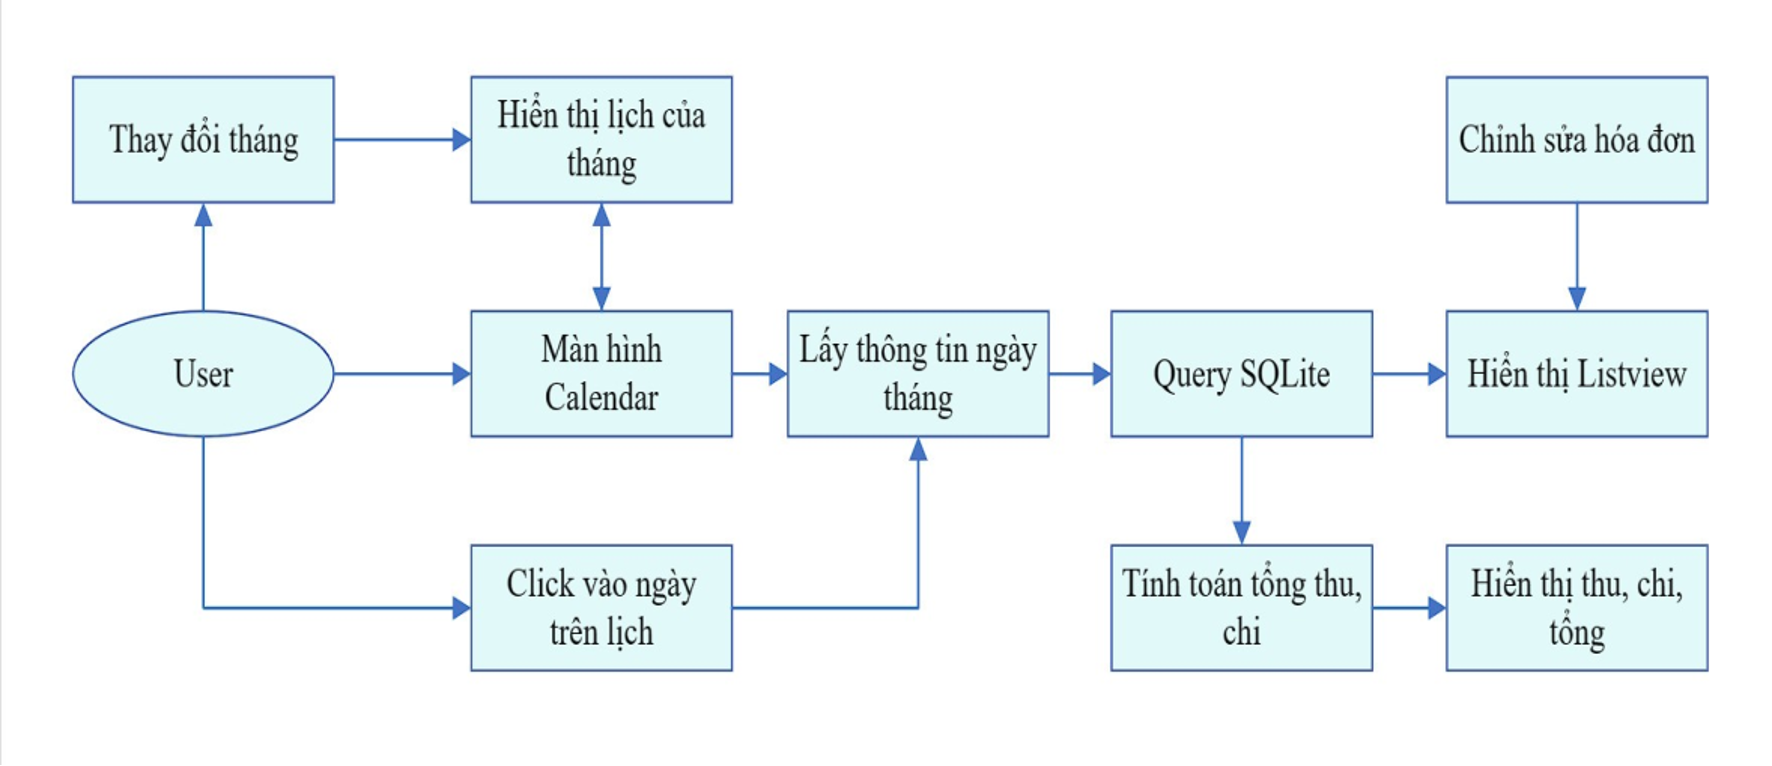 Thay đổi tháng
Hiển thị lịch của
tháng
Chỉnh sửa hóa đơn
User
Màn hình
Calendar
Lấy thông tin ngày
tháng
Query SQLite
Hiển thị Listview
Click vào ngày
trên lịch
Tính toán tổng thu,
chi
Hiển thị thu, chi,
tổng